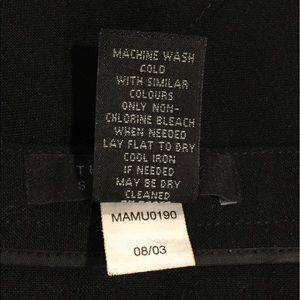 MACHINE WASH
COLD
WITH SIMILAR
COLOURS
ONLY NON-
CHLORINE BLEACH
WHEN NEEDED
LAY FLAT TO DRY
COOL IRON
IF NEEDED
MAY BE DRY
CLEANED
MAMU0190
08/03